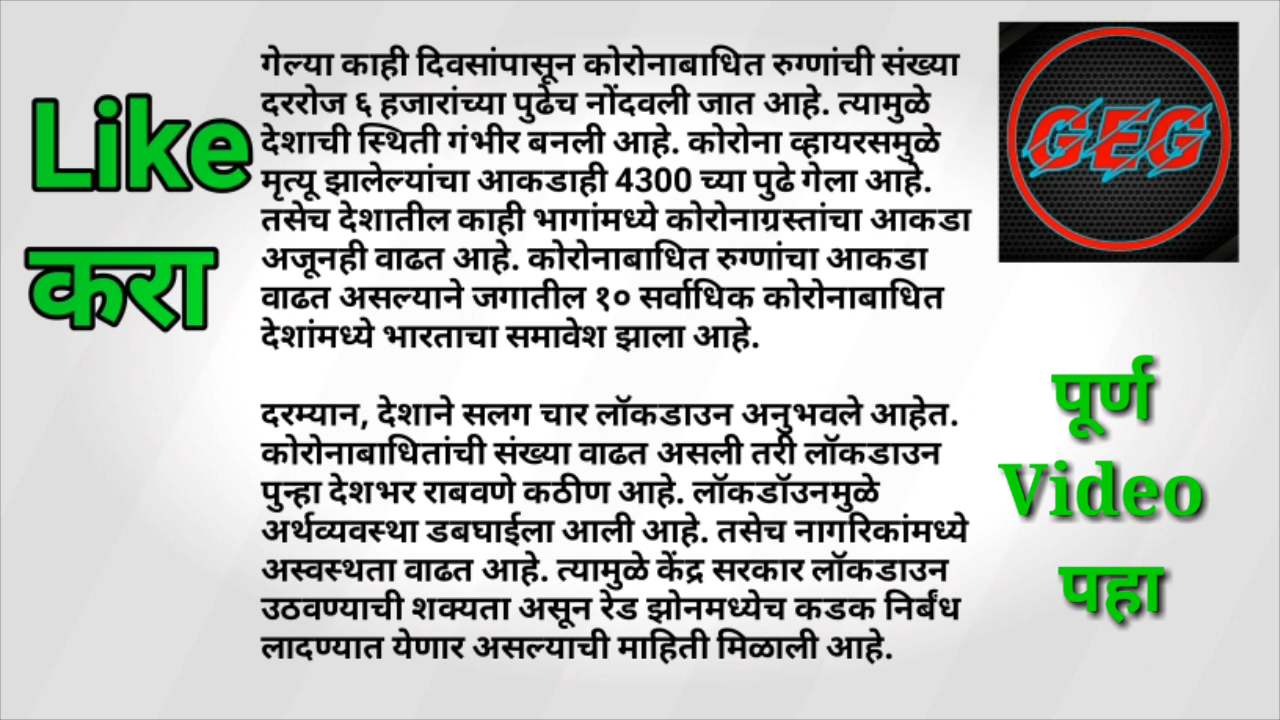 Like
करा
गेल्या काही दिवसांपासून कोरोनाबाधित रुग्णांची संख्या
दररोज ६ हजारांच्या पुढेच नोंदवली जात आहे. त्यामुळे
देशाची स्थिती गंभीर बनली आहे. कोरोना व्हायरसमुळे
मृत्यू झालेल्यांचा आकडाही 4300 च्या पुढे गेला आहे.
तसेच देशातील काही भागांमध्ये कोरोनाग्रस्तांचा आकडा
अजूनही वाढत आहे. कोरोनाबाधित रुग्णांचा आकडा
वाढत असल्याने जगातील १० सर्वाधिक कोरोनाबाधित
देशांमध्ये भारताचा समावेश झाला आहे.
दरम्यान, देशाने सलग चार लॉकडाउन अनुभवले आहेत.
कोरोनाबाधितांची संख्या वाढत असली तरी लॉकडाउन
पुन्हा देशभर राबवणे कठीण आहे. लॉकडॉउनमुळे
अर्थव्यवस्था डबघाईला आली आहे. तसेच नागरिकांमध्ये
अस्वस्थता वाढत आहे. त्यामुळे केंद्र सरकार लॉकडाउन
उठवण्याची शक्यता असून रेड झोनमध्येच कडक निर्बंध
लादण्यात येणार असल्याची माहिती मिळाली आहे.
GEG
पूर्ण
Video
पहा